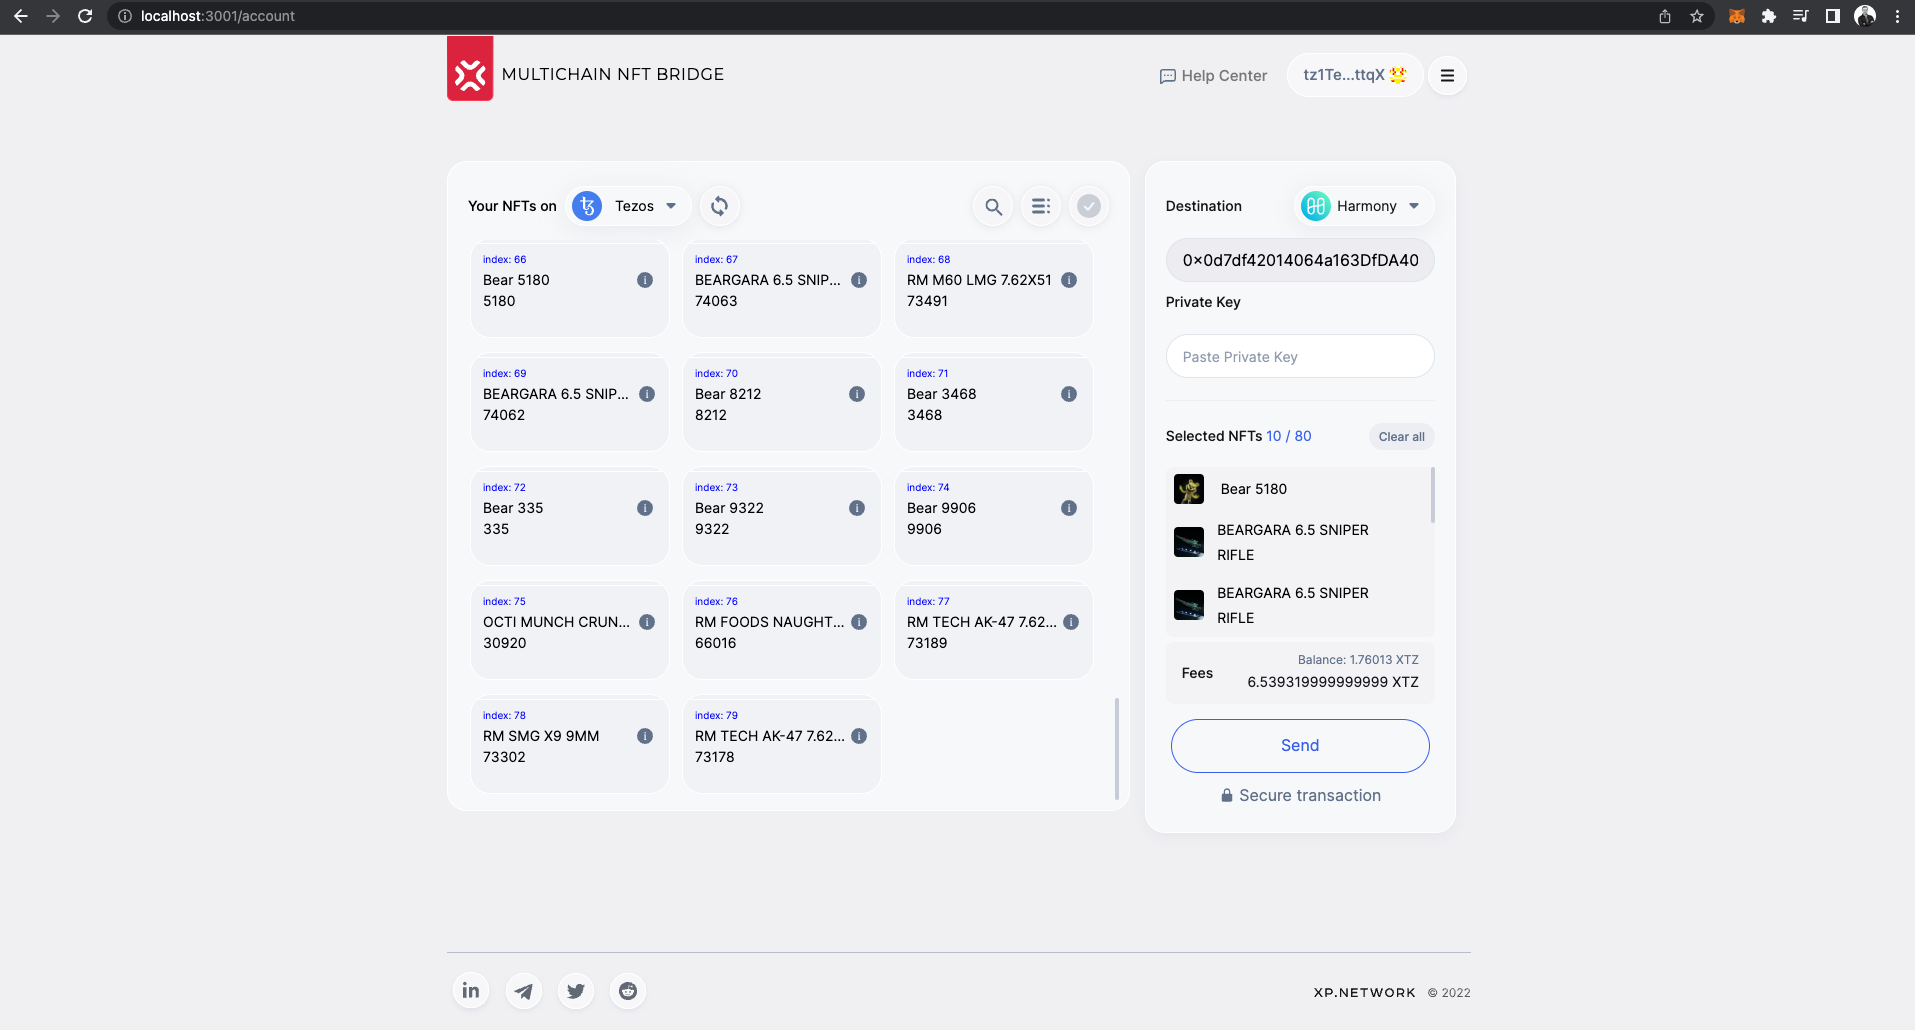 localhost:3001/account
MULTICHAIN NFT BRIDGE
Help Center
tz1Te...ttqX
Your NFTs on
Tezos
index: 66
Bear 5180
5180
index: 67
BEARGARA 6.5 SNIP...
74063
index: 68
RM M60 LMG 7.62X51
73491
index: 69
BEARGARA 6.5 SNIP...
74062
index: 70
Bear 8212
8212
index: 71
Bear 3468
3468
index: 72
Bear 335
335
index: 73
Bear 9322
9322
index: 74
Bear 9906
9906
index: 75
OCTI MUNCH CRUN...
30920
index: 76
RM FOODS NAUGHT...
66016
index: 77
RM TECH AK-47 7.62...
73189
index: 78
RM SMG X9 9MM
73302
index: 79
RM TECH AK-47 7.62...
73178
Destination
Harmony
0x0d7df42014064a163DfDA40
Private Key
Paste Private Key
Selected NFTs 10 / 80
Clear all
Bear 5180
BEARGARA 6.5 SNIPER
RIFLE
BEARGARA 6.5 SNIPER
RIFLE
Fees
Balance: 1.76013 XTZ
6.539319999999999 XTZ
Send
Secure transaction
XP.NETWORK © 2022